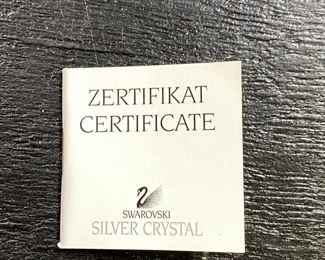 ZERTIFIKAT
CERTIFICATE
SWAROVSKI
SILVER CRYSTAL